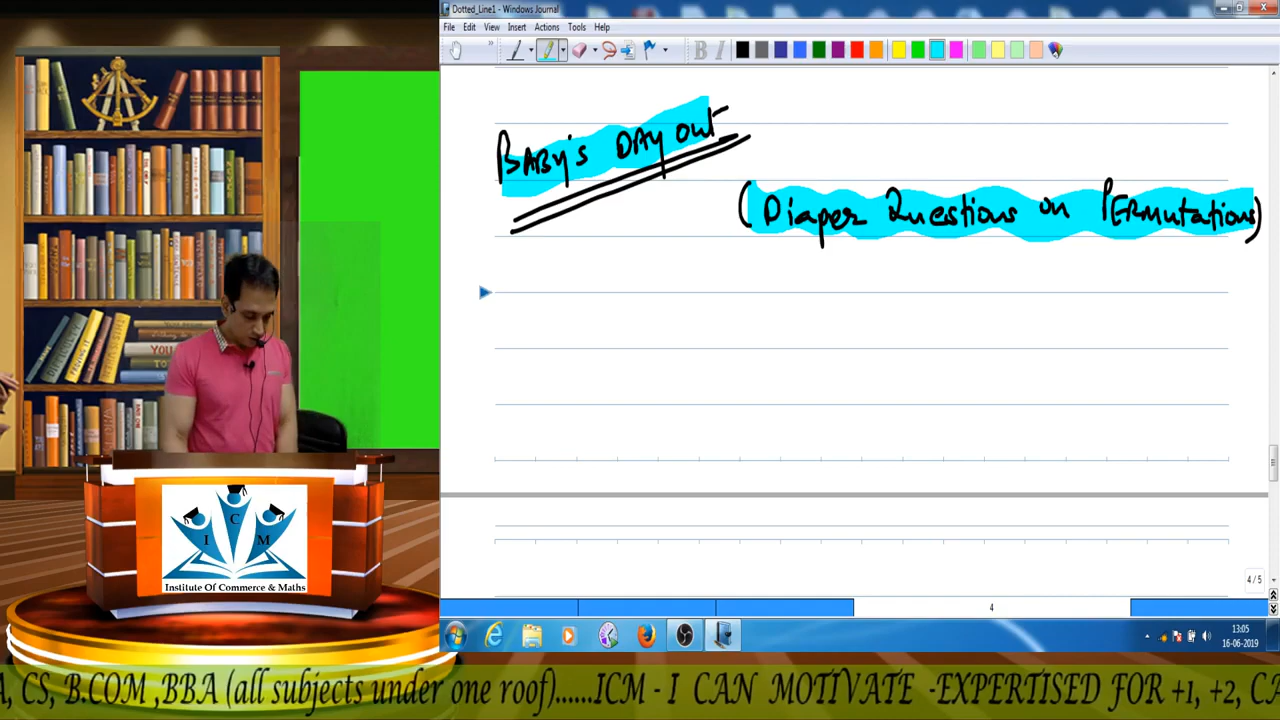 Dotted_Line1 - Windows Journal
File Edit View Insert Actions Tools Help
B I
BABY'S DAY OUT
(Diaper Questions on PERMUTATIONS)
I C M
Institute Of Commerce & Maths
4 / 5
4
13:05
16-06-2019
A, CS, B.COM ,BBA (all subjects under one roof)......ICM - I CAN MOTIVATE -EXPERTISED FOR +1, +2, CA